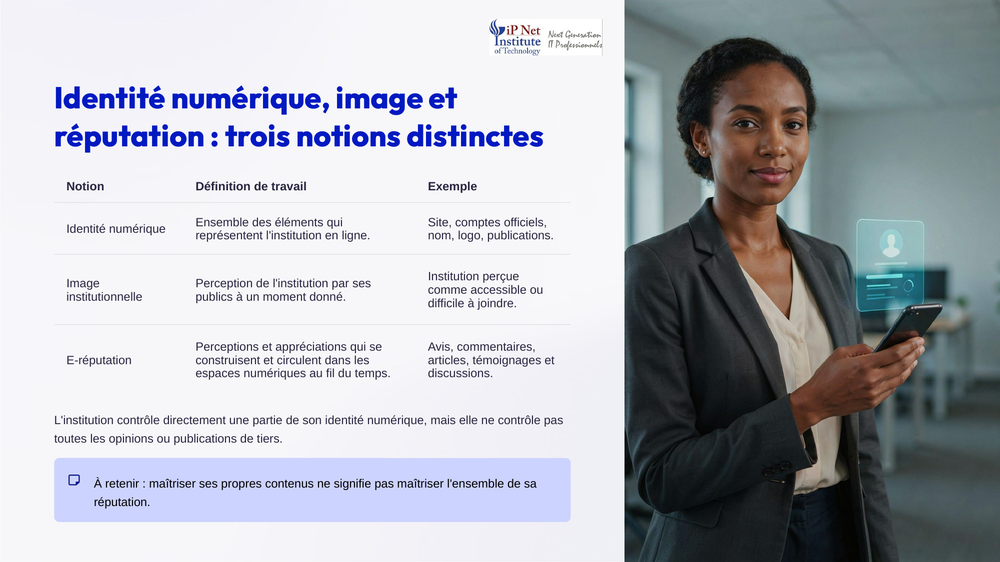 iP Net
Institute
of Technology
Next Generation
IT Professionnels
Identité numérique, image et
réputation : trois notions distinctes
Notion Définition de travail Exemple
Identité numérique
Ensemble des éléments qui
représentent l'institution en ligne.
Site, comptes officiels,
nom, logo, publications.
Image
institutionnelle
Perception de l'institution par ses
publics à un moment donné.
Institution perçue
comme accessible ou
difficile à joindre.
E-réputation
Perceptions et appréciations qui se
construisent et circulent dans les
espaces numériques au fil du temps.
Avis, commentaires,
articles, témoignages et
discussions.
L'institution contrôle directement une partie de son identité numérique, mais elle ne contrôle pas
toutes les opinions ou publications de tiers.
À retenir : maîtriser ses propres contenus ne signifie pas maîtriser l'ensemble de sa
réputation.